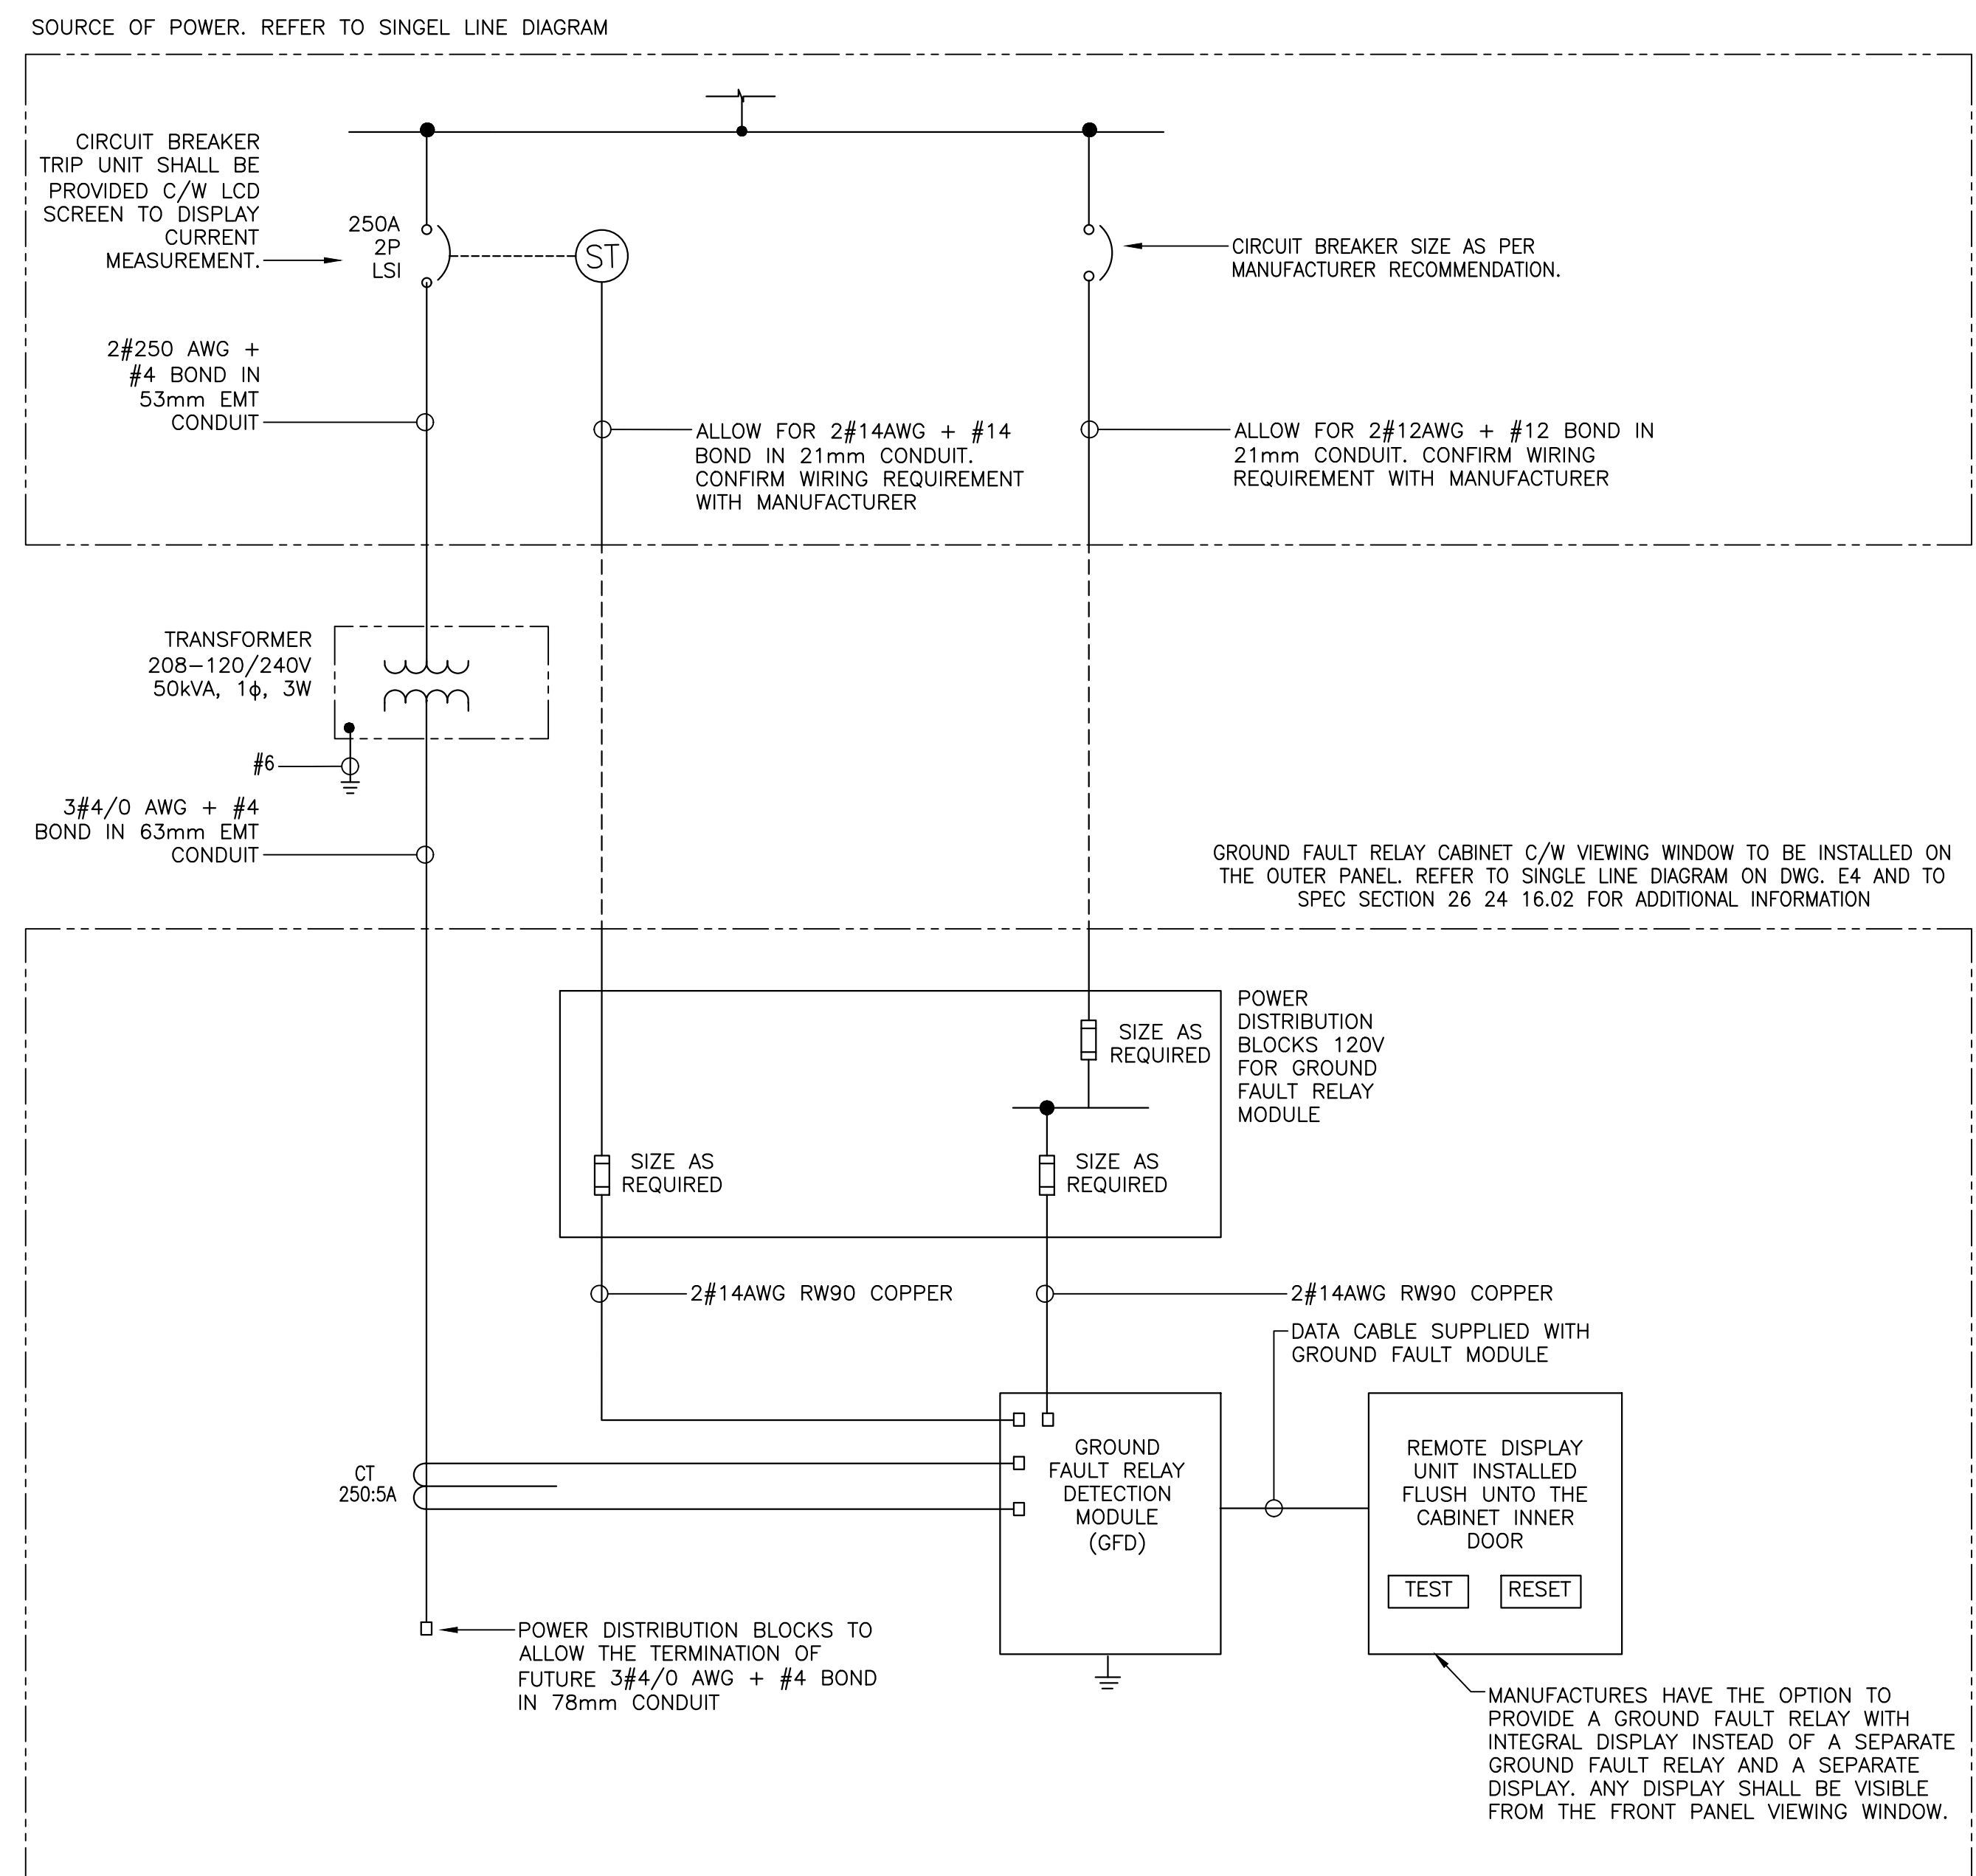 SOURCE OF POWER. REFER TO SINGEL LINE DIAGRAM
CIRCUIT BREAKER
TRIP UNIT SHALL BE
PROVIDED C/W LCD
SCREEN TO DISPLAY
CURRENT
MEASUREMENT.
250A
2P
LSI
ST
CIRCUIT BREAKER SIZE AS PER
MANUFACTURER RECOMMENDATION.
2#250 AWG +
#4 BOND IN
53mm EMT
CONDUIT
ALLOW FOR 2#14AWG + #14
BOND IN 21mm CONDUIT.
CONFIRM WIRING REQUIREMENT
WITH MANUFACTURER
ALLOW FOR 2#12AWG + #12 BOND IN
21mm CONDUIT. CONFIRM WIRING
REQUIREMENT WITH MANUFACTURER
TRANSFORMER
208-120/240V
50kVA, 1ϕ, 3W
#6
3#4/0 AWG + #4
BOND IN 63mm EMT
CONDUIT
GROUND FAULT RELAY CABINET C/W VIEWING WINDOW TO BE INSTALLED ON
THE OUTER PANEL. REFER TO SINGLE LINE DIAGRAM ON DWG. E4 AND TO
SPEC SECTION 26 24 16.02 FOR ADDITIONAL INFORMATION
SIZE AS
REQUIRED
POWER
DISTRIBUTION
BLOCKS 120V
FOR GROUND
FAULT RELAY
MODULE
SIZE AS
REQUIRED
SIZE AS
REQUIRED
2#14AWG RW90 COPPER
2#14AWG RW90 COPPER
DATA CABLE SUPPLIED WITH
GROUND FAULT MODULE
CT
250:5A
GROUND
FAULT RELAY
DETECTION
MODULE
(GFD)
REMOTE DISPLAY
UNIT INSTALLED
FLUSH UNTO THE
CABINET INNER
DOOR
TEST
RESET
POWER DISTRIBUTION BLOCKS TO
ALLOW THE TERMINATION OF
FUTURE 3#4/0 AWG + #4 BOND
IN 78mm CONDUIT
MANUFACTURES HAVE THE OPTION TO
PROVIDE A GROUND FAULT RELAY WITH
INTEGRAL DISPLAY INSTEAD OF A SEPARATE
GROUND FAULT RELAY AND A SEPARATE
DISPLAY. ANY DISPLAY SHALL BE VISIBLE
FROM THE FRONT PANEL VIEWING WINDOW.